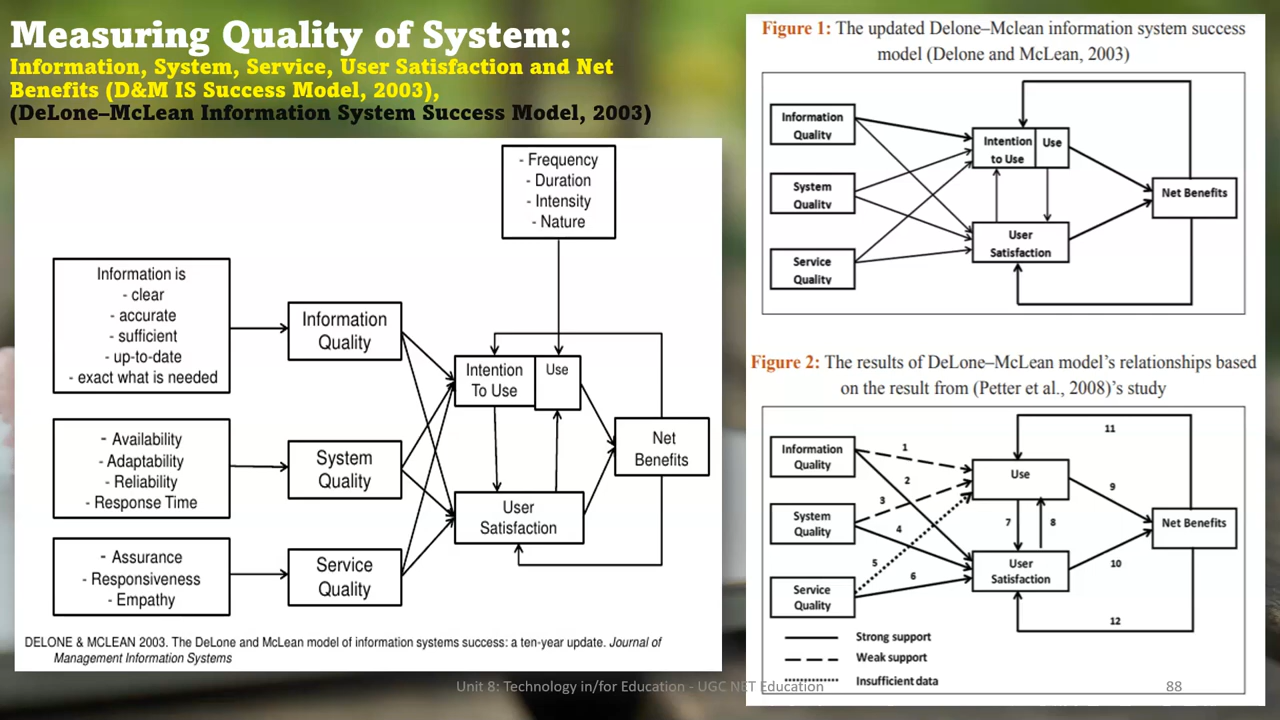 Measuring Quality of System:
Information, System, Service, User Satisfaction and Net
Benefits (D&M IS Success Model, 2003),
(DeLone–McLean Information System Success Model, 2003)
- Frequency
- Duration
- Intensity
- Nature
Information is
- clear
- accurate
- sufficient
- up-to-date
- exact what is needed
Information
Quality
Intention
To Use
Use
- Availability
- Adaptability
- Reliability
- Response Time
System
Quality
Net
Benefits
User
Satisfaction
- Assurance
- Responsiveness
- Empathy
Service
Quality
DELONE & MCLEAN 2003. The DeLone and McLean model of information systems success: a ten-year update. Journal of
Management Information Systems
Figure 1: The updated Delone–Mclean information system success
model (Delone and McLean, 2003)
Information
Quality
Intention
to Use
Use
System
Quality
Net Benefits
User
Satisfaction
Service
Quality
Figure 2: The results of DeLone–McLean model's relationships based
on the result from (Petter et al., 2008)'s study
11
Information
Quality
1
Use
2
9
3
System
Quality
4
7
8
Net Benefits
5
User
Satisfaction
10
6
Service
Quality
12
Strong support
Weak support
Insufficient data
Unit 8: Technology in/for Education - UGC NET Education
88